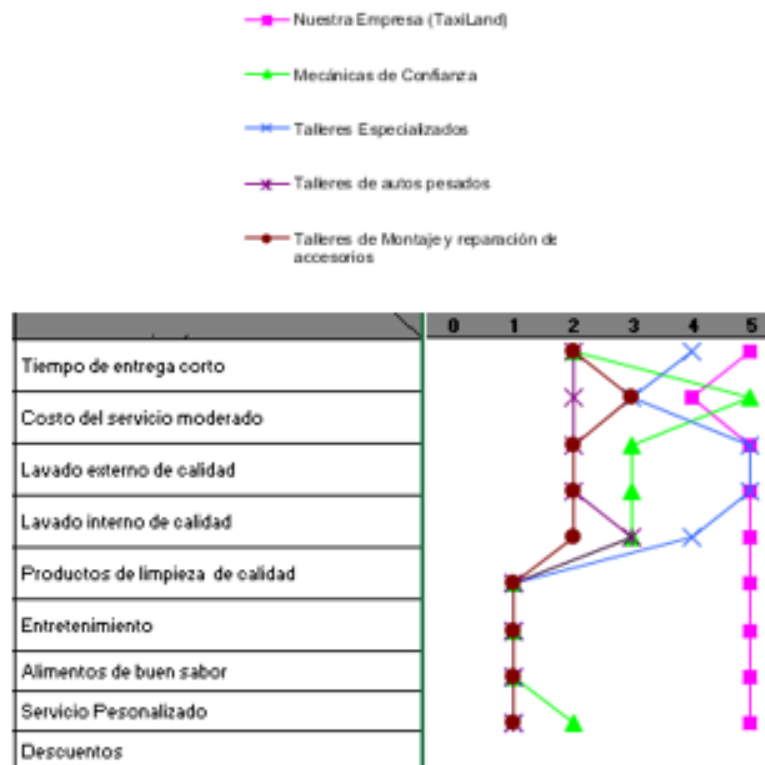 Nuestra Empresa (TaxiLand)
Mecánicas de Confianza
Talleres Especializados
Talleres de autos pesados
Talleres de Montaje y reparación de
accesorios
0 1 2 3 4 5
Tiempo de entrega corto
Costo del servicio moderado
Lavado externo de calidad
Lavado interno de calidad
Productos de limpieza de calidad
Entretenimiento
Alimentos de buen sabor
Servicio Pesonalizado
Descuentos